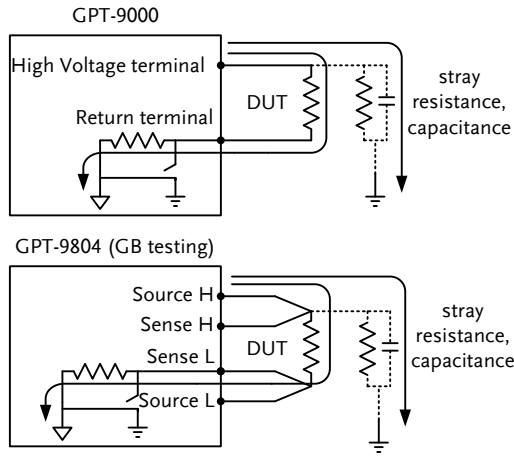 GPT-9000
High Voltage terminal
DUT
Return terminal
stray
resistance,
capacitance
GPT-9804 (GB testing)
Source H
Sense H
Sense L
DUT
Source L
stray
resistance,
capacitance